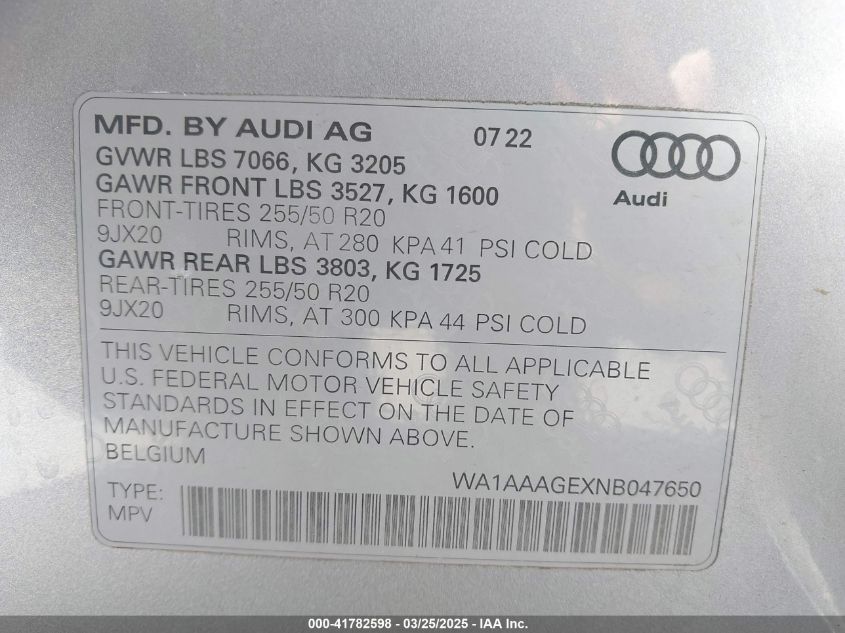 MFD. BY AUDI AG 07 22
Audi
GVWR LBS 7066, KG 3205
GAWR FRONT LBS 3527, KG 1600
FRONT-TIRES 255/50 R20
9JX20 RIMS, AT 280 KPA 41 PSI COLD
GAWR REAR LBS 3803, KG 1725
REAR-TIRES 255/50 R20
9JX20 RIMS, AT 300 KPA 44 PSI COLD
THIS VEHICLE CONFORMS TO ALL APPLICABLE
U.S. FEDERAL MOTOR VEHICLE SAFETY
STANDARDS IN EFFECT ON THE DATE OF
MANUFACTURE SHOWN ABOVE.
BELGIUM
WA1AAAGEXNB047650
TYPE:
MPV
000-41782598 - 03/25/2025 - IAA Inc.